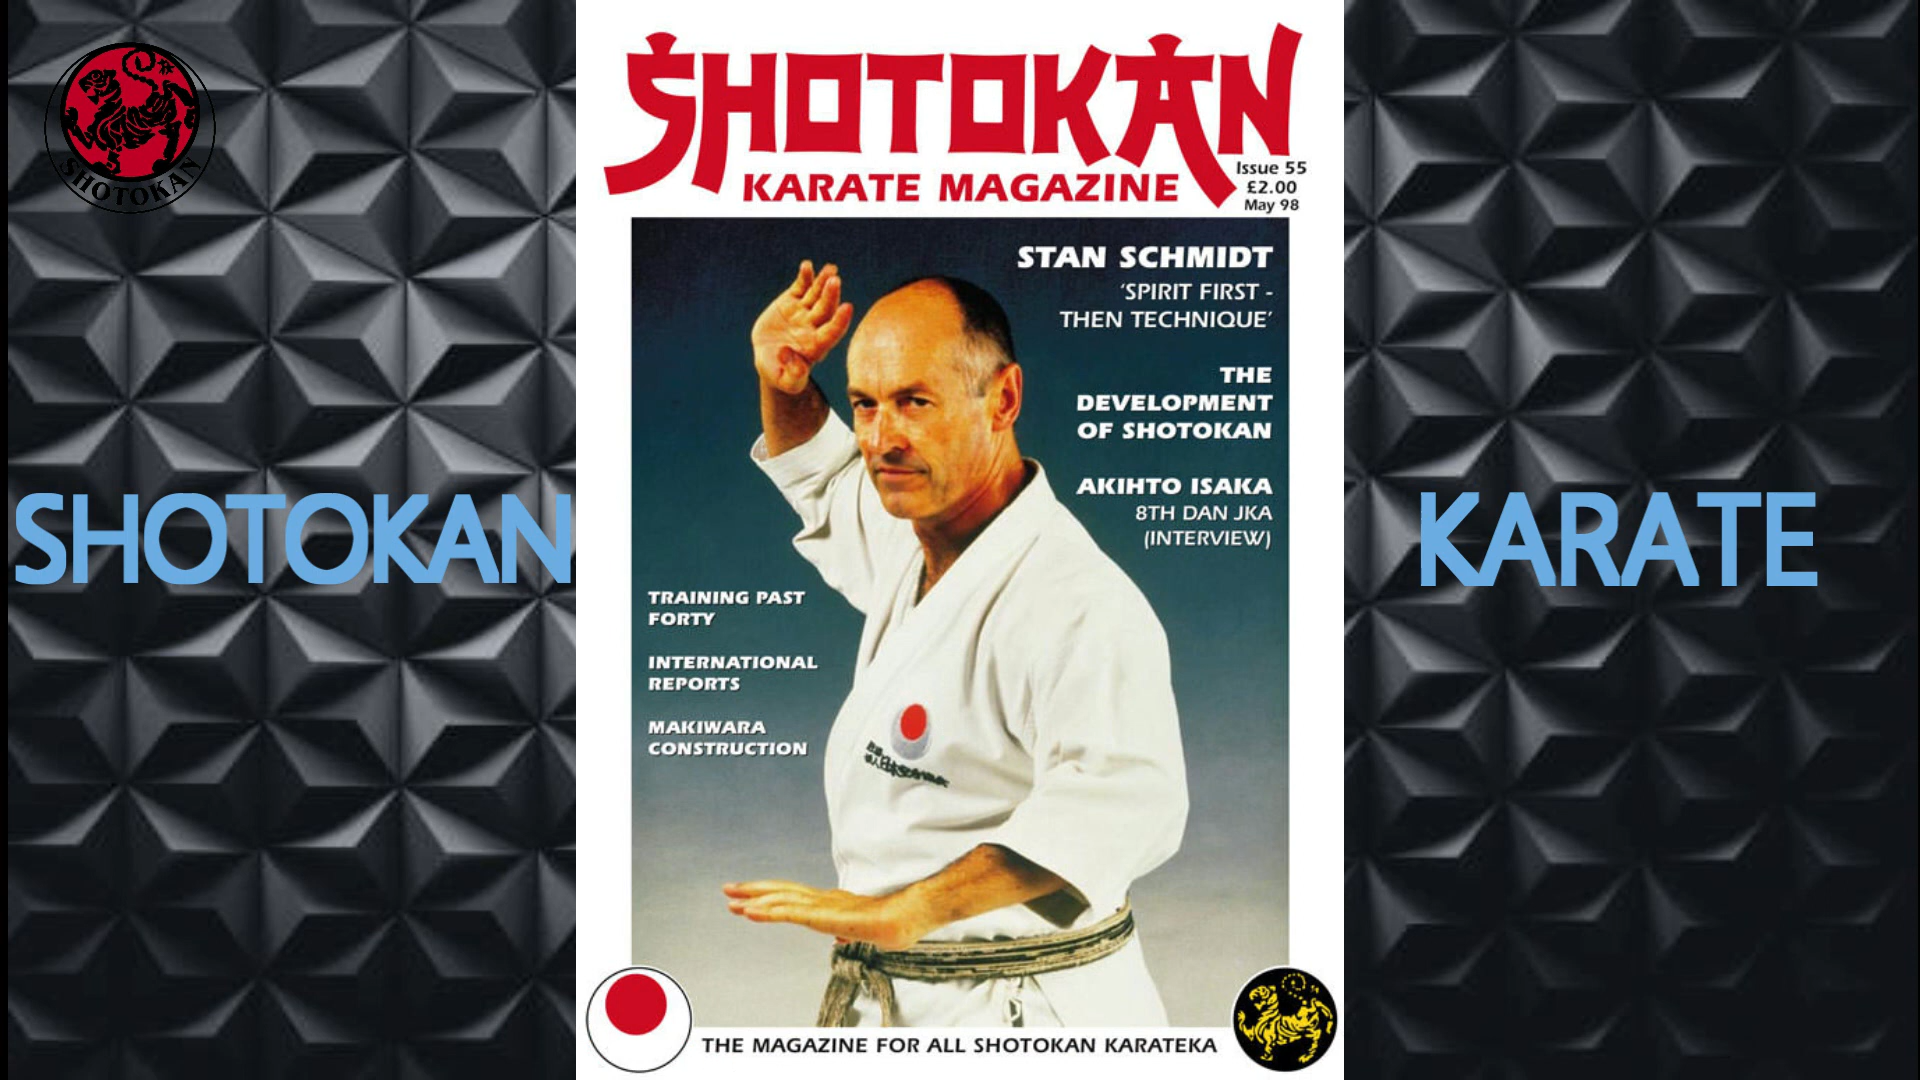 SHOTOKAN
SHOTOKAN
KARATE
SHOTOKAN
KARATE MAGAZINE
Issue 55
£2.00
May 98
STAN SCHMIDT
'SPIRIT FIRST -
THEN TECHNIQUE'
THE
DEVELOPMENT
OF SHOTOKAN
AKIHTO ISAKA
8TH DAN JKA
(INTERVIEW)
TRAINING PAST
FORTY
INTERNATIONAL
REPORTS
MAKIWARA
CONSTRUCTION
THE MAGAZINE FOR ALL SHOTOKAN KARATEKA